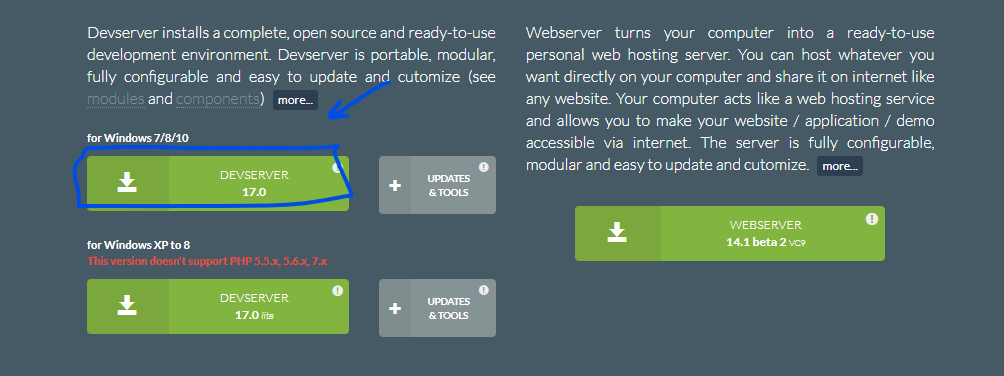 Devserver installs a complete, open source and ready-to-use
development environment. Devserver is portable, modular,
fully configurable and easy to update and cutomize (see
modules and components) more...
for Windows 7/8/10
DEVSERVER
17.0
!
+
UPDATES
& TOOLS
!
for Windows XP to 8
This version doesn't support PHP 5.5.x, 5.6.x, 7.x
DEVSERVER
17.0 lite
!
+
UPDATES
& TOOLS
!
Webserver turns your computer into a ready-to-use
personal web hosting server. You can host whatever you
want directly on your computer and share it on internet like
any website. Your computer acts like a web hosting service
and allows you to make your website / application / demo
accessible via internet. The server is fully configurable,
modular and easy to update and cutomize. more...
WEBSERVER
14.1 beta 2 VC9
!